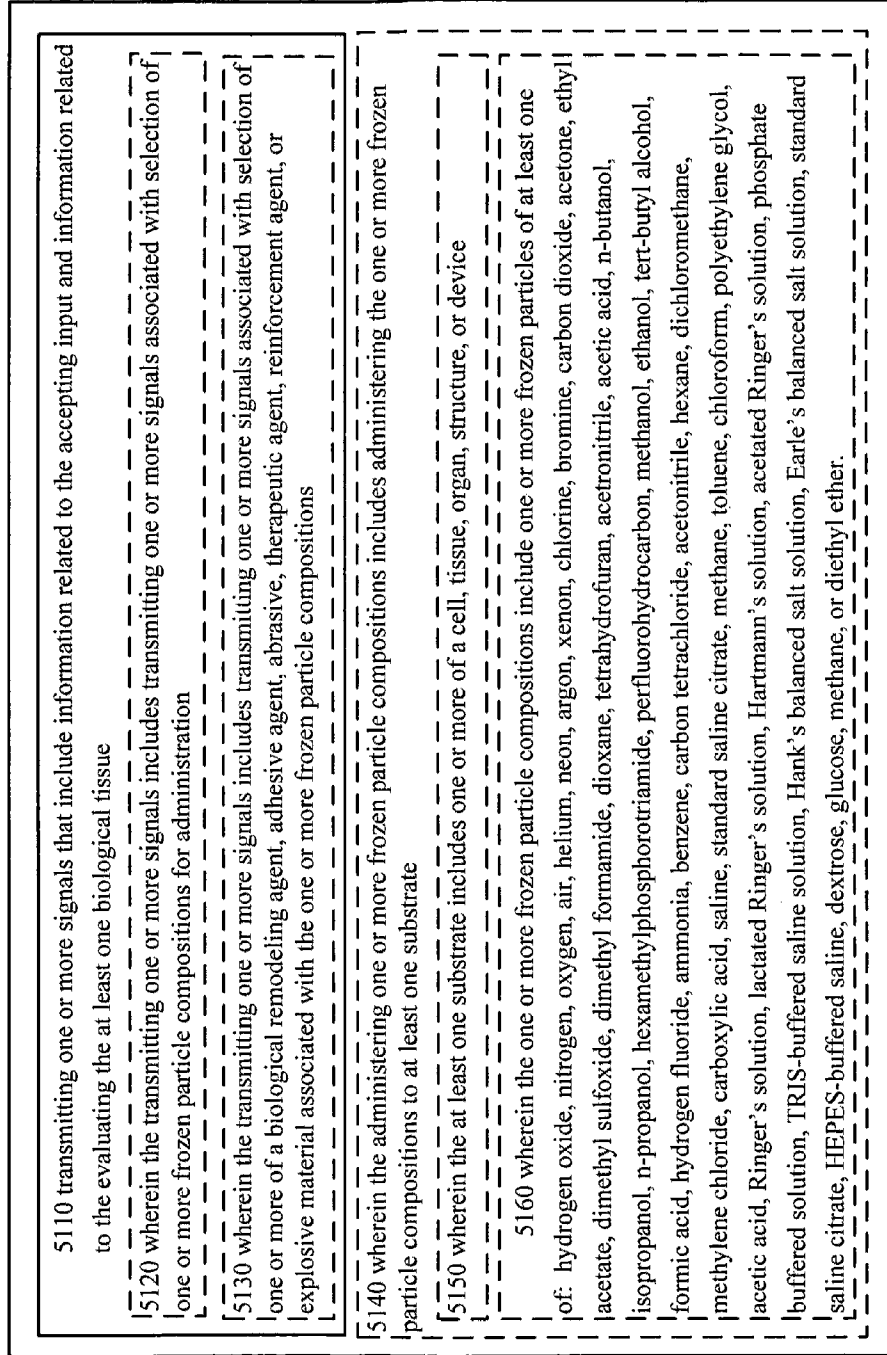 5110 transmitting one or more signals that include information related to the accepting input and information related
to the evaluating the at least one biological tissue
5120 wherein the transmitting one or more signals includes transmitting one or more signals associated with selection of
one or more frozen particle compositions for administration
5130 wherein the transmitting one or more signals includes transmitting one or more signals associated with selection of
one or more of a biological remodeling agent, adhesive agent, abrasive, therapeutic agent, reinforcement agent, or
explosive material associated with the one or more frozen particle compositions
5140 wherein the administering one or more frozen particle compositions includes administering the one or more frozen
particle compositions to at least one substrate
5150 wherein the at least one substrate includes one or more of a cell, tissue, organ, structure, or device
5160 wherein the one or more frozen particle compositions include one or more frozen particles of at least one
of: hydrogen oxide, nitrogen, oxygen, air, helium, neon, argon, xenon, chlorine, bromine, carbon dioxide, acetone, ethyl
acetate, dimethyl sulfoxide, dimethyl formamide, dioxane, tetrahydrofuran, acetronitrile, acetic acid, n-butanol,
isopropanol, n-propanol, hexamethylphosphorotriamide, perfluorohydrocarbon, methanol, ethanol, tert-butyl alcohol,
formic acid, hydrogen fluoride, ammonia, benzene, carbon tetrachloride, acetonitrile, hexane, dichloromethane,
methylene chloride, carboxylic acid, saline, standard saline citrate, methane, toluene, chloroform, polyethylene glycol,
acetic acid, Ringer's solution, lactated Ringer's solution, Hartmann's solution, acetated Ringer's solution, phosphate
buffered solution, TRIS-buffered saline solution, Hank's balanced salt solution, Earle's balanced salt solution, standard
saline citrate, HEPES-buffered saline, dextrose, glucose, methane, or diethyl ether.